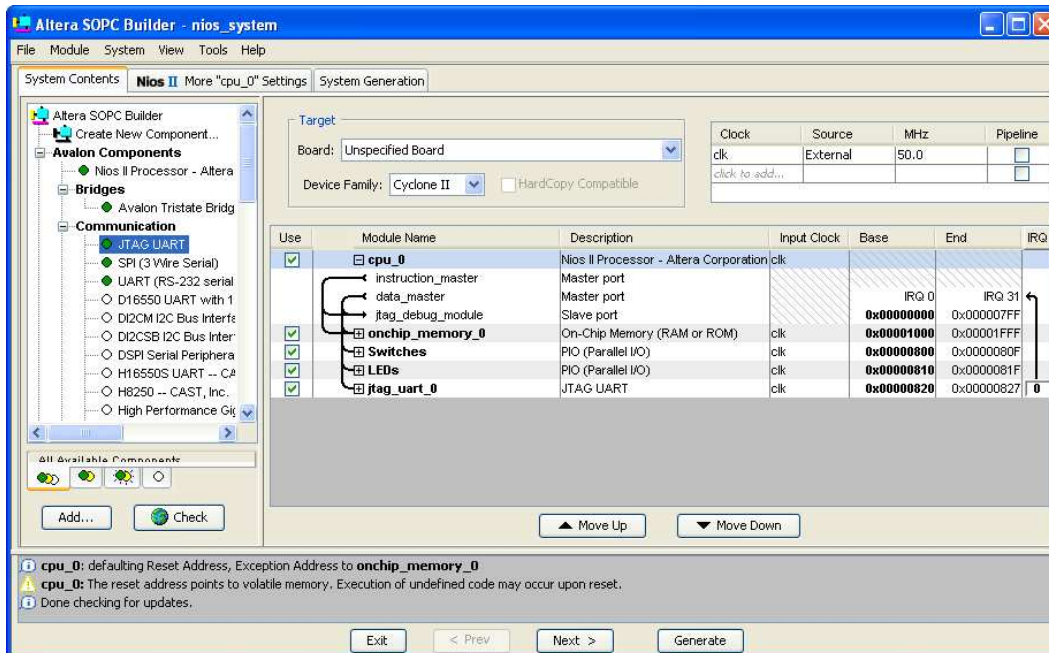 Altera SOPC Builder - nios_system
File Module System View Tools Help
System Contents Nios II More "cpu_0" Settings System Generation
Altera SOPC Builder
Create New Component...
Avalon Components
Nios II Processor - Altera
Bridges
Avalon Tristate Bridg
Communication
JTAG UART
SPI (3 Wire Serial)
UART (RS-232 serial
D16550 UART with 1
DI2CM I2C Bus Interfa
DI2CSB I2C Bus Inter
DSPI Serial Periphera
H16550S UART -- CA
H8250 -- CAST, Inc.
High Performance Gig
All Available Components
Add... Check
Target
Board: Unspecified Board
Device Family: Cyclone II HardCopy Compatible
Clock Source MHz Pipeline
clk External 50.0
click to add...
Use Module Name Description Input Clock Base End IRQ
cpu_0 Nios II Processor - Altera Corporation clk
instruction_master Master port
data_master Master port IRQ 0 IRQ 31
jtag_debug_module Slave port 0x00000000 0x000007FF
onchip_memory_0 On-Chip Memory (RAM or ROM) clk 0x00001000 0x00001FFF
Switches PIO (Parallel I/O) clk 0x00000800 0x0000080F
LEDs PIO (Parallel I/O) clk 0x00000810 0x0000081F
jtag_uart_0 JTAG UART clk 0x00000820 0x00000827 0
Move Up Move Down
cpu_0: defaulting Reset Address, Exception Address to onchip_memory_0
cpu_0: The reset address points to volatile memory. Execution of undefined code may occur upon reset.
Done checking for updates.
Exit < Prev Next > Generate